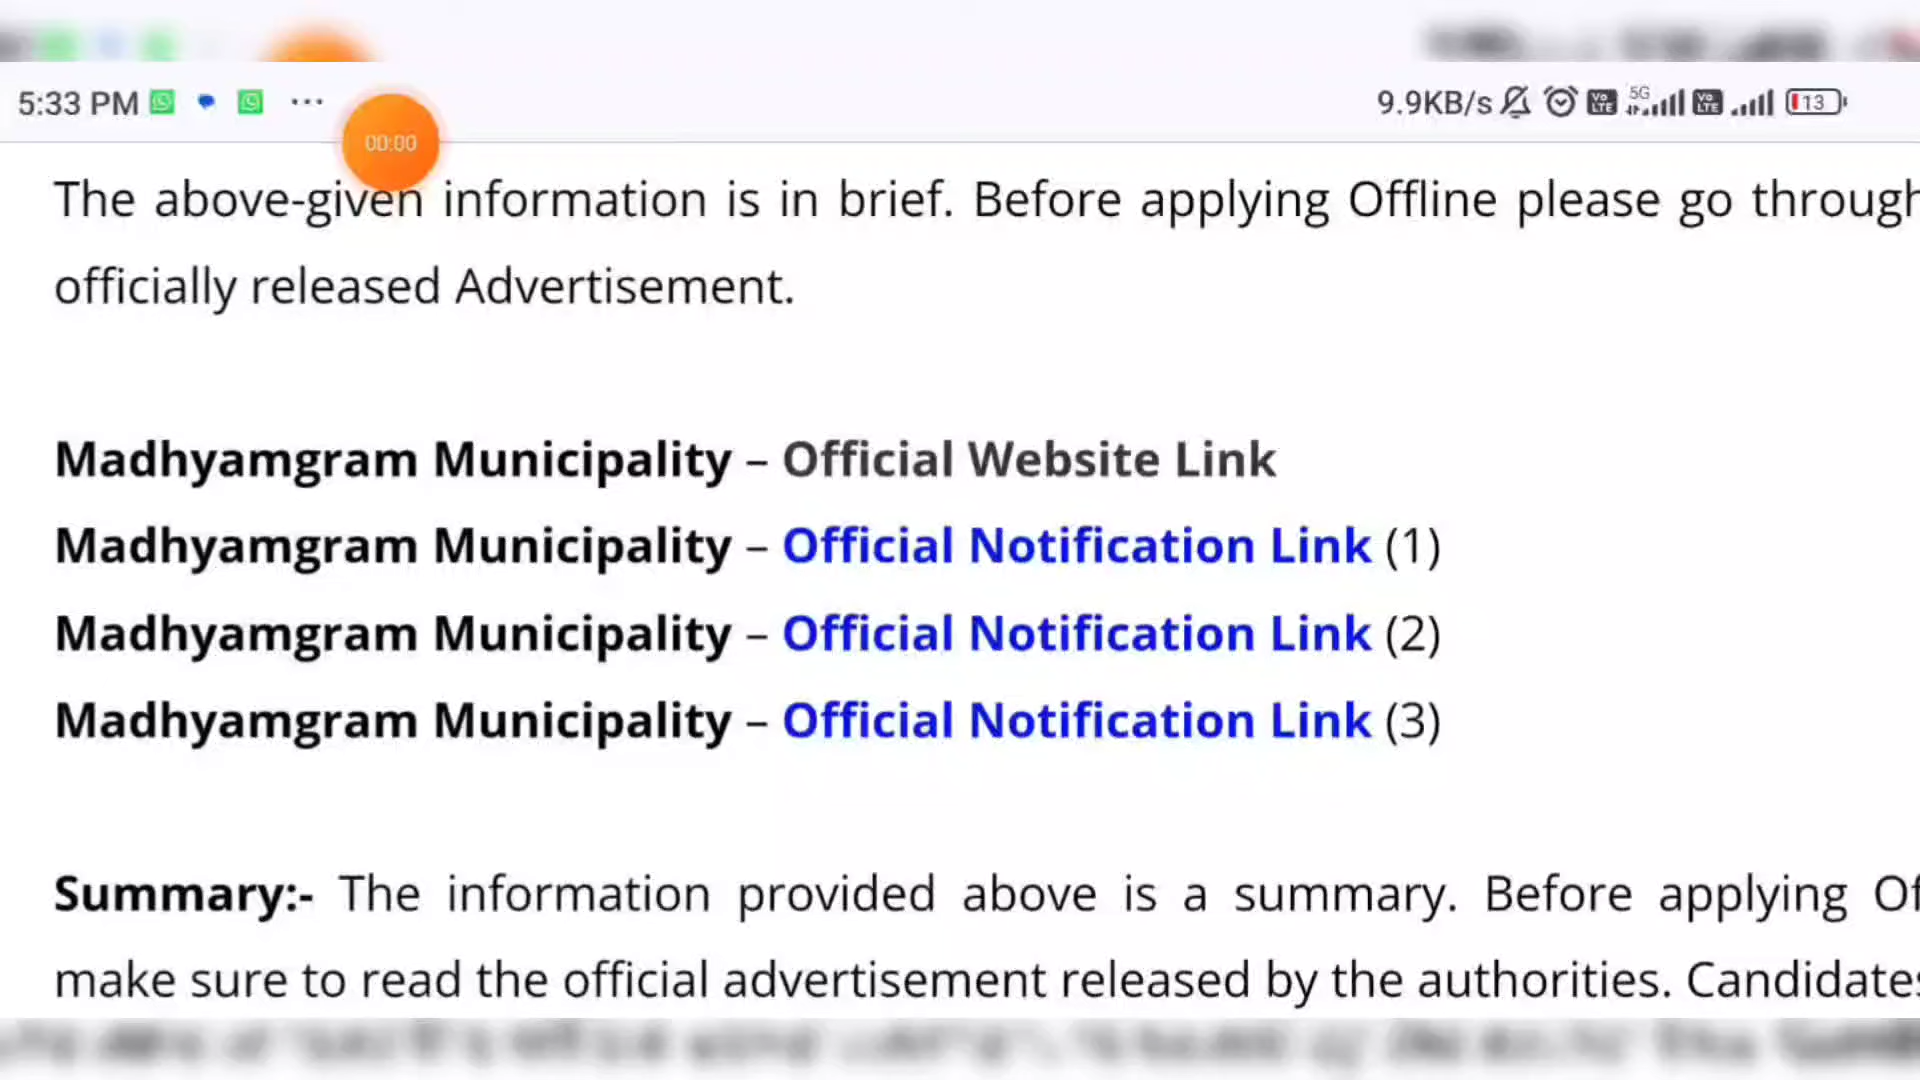 5:33 PM ... 9.9KB/s 5G 13
00:00
The above-given information is in brief. Before applying Offline please go through
officially released Advertisement.
Madhyamgram Municipality – Official Website Link
Madhyamgram Municipality – Official Notification Link (1)
Madhyamgram Municipality – Official Notification Link (2)
Madhyamgram Municipality – Official Notification Link (3)
Summary:- The information provided above is a summary. Before applying Of
make sure to read the official advertisement released by the authorities. Candidates